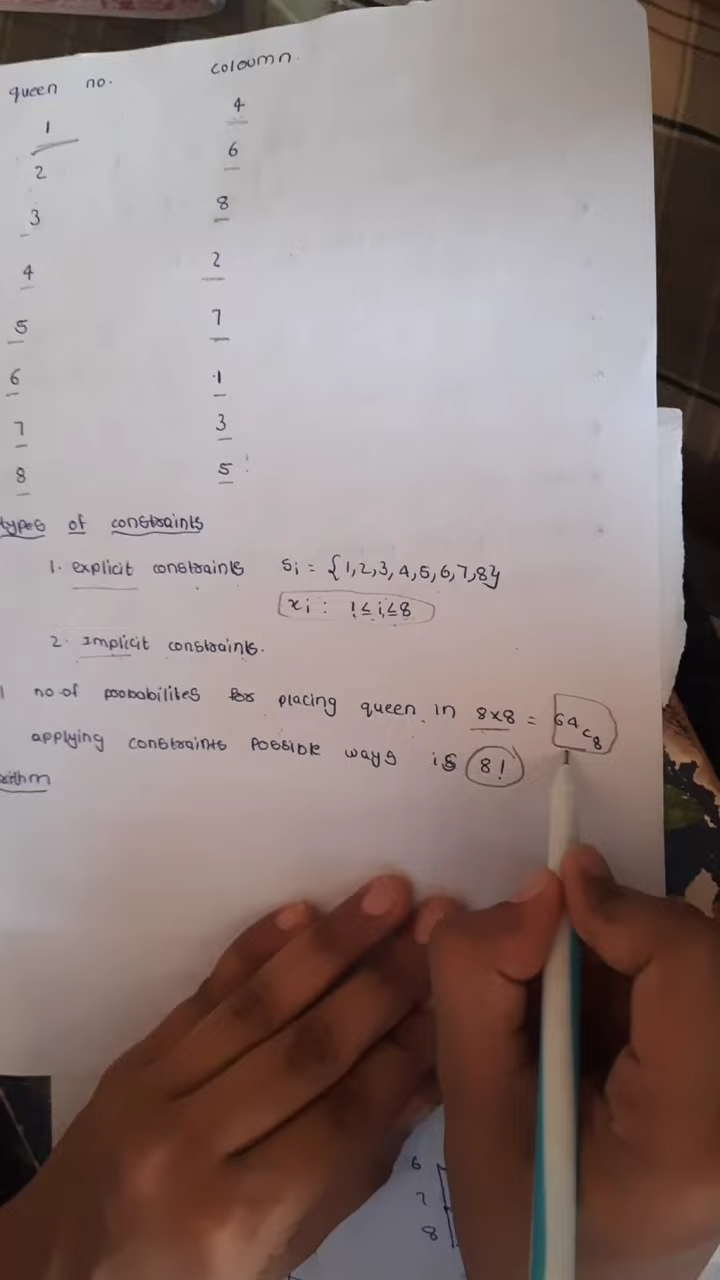 queen no. coloumn.
1 4
2 6
3 8
4 2
5 7
6 1
7 3
8 5
types of constraints
1. explicit constraints si = {1,2,3,4,5,6,7,8}
xi : 1≤i≤8
2. Implicit constraints.
no.of probabilites for placing queen in 8x8 = 64c8
applying constraints possible ways is 8!
rithm
6
7
8